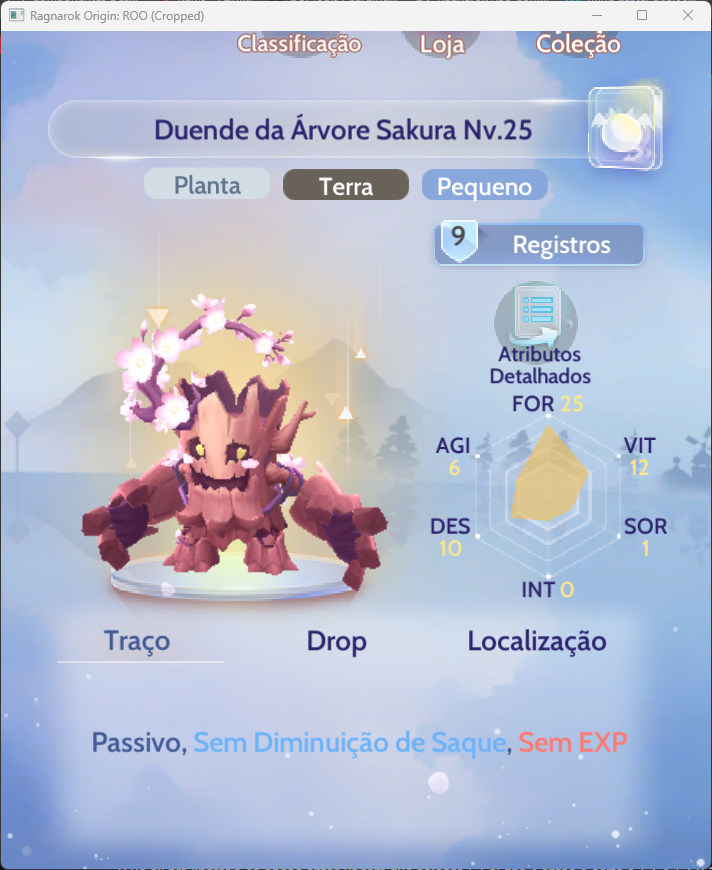 Ragnarok Origin: ROO (Cropped)
Classificação Loja Coleção
Duende da Árvore Sakura Nv.25
Planta Terra Pequeno
9 Registros
Atributos
Detalhados
FOR 25
AGI VIT
6 12
DES SOR
10 1
INT 0
Traço Drop Localização
Passivo, Sem Diminuição de Saque, Sem EXP